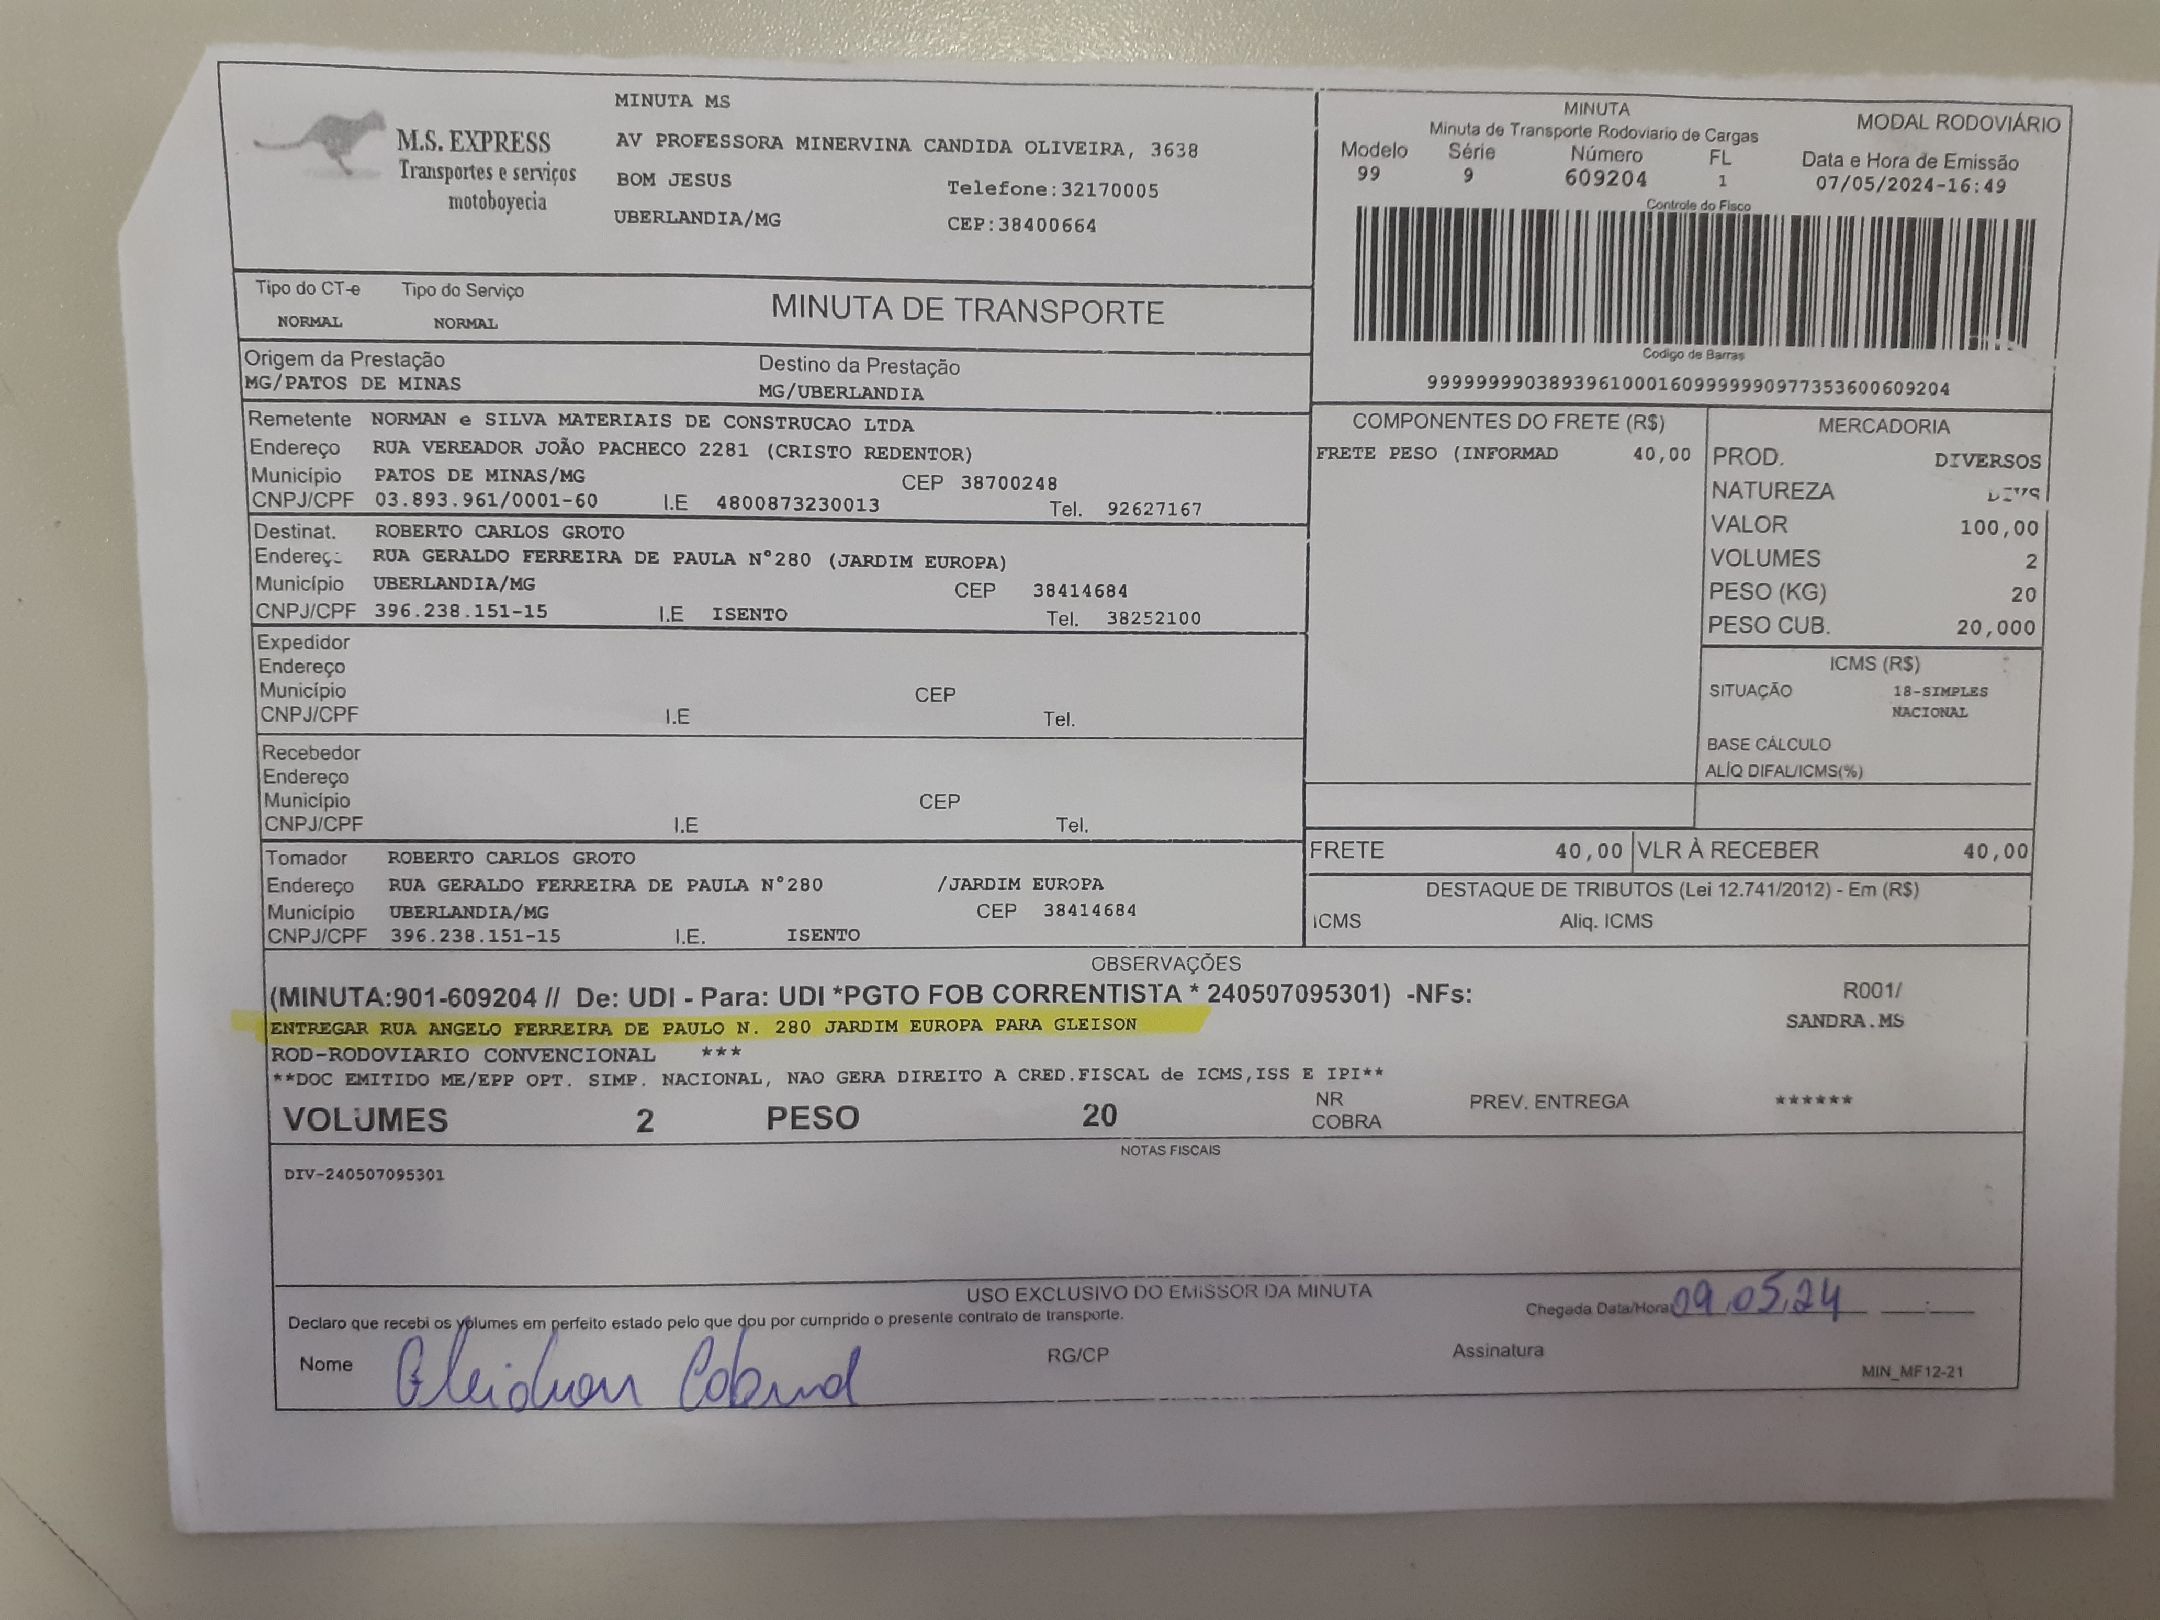 M.S. EXPRESS
Transportes e serviços
motoboyecia
MINUTA MS
AV PROFESSORA MINERVINA CANDIDA OLIVEIRA, 3638
BOM JESUS Telefone:32170005
UBERLANDIA/MG CEP:38400664
MINUTA
Minuta de Transporte Rodoviario de Cargas
MODAL RODOVIÁRIO
Modelo Série Número FL Data e Hora de Emissão
99 9 609204 1 07/05/2024-16:49
Controle do Fisco
Codigo de Barras
999999990389396100016099999990977353600609204
Tipo do CT-e Tipo do Serviço
NORMAL NORMAL
MINUTA DE TRANSPORTE
Origem da Prestação Destino da Prestação
MG/PATOS DE MINAS MG/UBERLANDIA
Remetente NORMAN e SILVA MATERIAIS DE CONSTRUCAO LTDA
Endereço RUA VEREADOR JOÃO PACHECO 2281 (CRISTO REDENTOR)
Município PATOS DE MINAS/MG CEP 38700248
CNPJ/CPF 03.893.961/0001-60 I.E 4800873230013 Tel. 92627167
Destinat. ROBERTO CARLOS GROTO
Endereç. RUA GERALDO FERREIRA DE PAULA N°280 (JARDIM EUROPA)
Município UBERLANDIA/MG CEP 38414684
CNPJ/CPF 396.238.151-15 I.E ISENTO Tel. 38252100
Expedidor
Endereço
Município CEP
CNPJ/CPF I.E Tel.
Recebedor
Endereço
Município CEP
CNPJ/CPF I.E Tel.
Tomador ROBERTO CARLOS GROTO
Endereço RUA GERALDO FERREIRA DE PAULA N°280 /JARDIM EUROPA
Município UBERLANDIA/MG CEP 38414684
CNPJ/CPF 396.238.151-15 I.E. ISENTO
COMPONENTES DO FRETE (R$)
FRETE PESO (INFORMAD 40,00
MERCADORIA
PROD. DIVERSOS
NATUREZA DIVS
VALOR 100,00
VOLUMES 2
PESO (KG) 20
PESO CUB. 20,000
ICMS (R$)
SITUAÇÃO 18-SIMPLES
NACIONAL
BASE CÁLCULO
ALÍQ DIFAL/ICMS(%)
FRETE 40,00 VLR À RECEBER 40,00
DESTAQUE DE TRIBUTOS (Lei 12.741/2012) - Em (R$)
ICMS Aliq. ICMS
OBSERVAÇÕES
(MINUTA:901-609204 // De: UDI - Para: UDI *PGTO FOB CORRENTISTA * 240507095301) -NFs: R001/
ENTREGAR RUA ANGELO FERREIRA DE PAULO N. 280 JARDIM EUROPA PARA GLEISON SANDRA.MS
ROD-RODOVIARIO CONVENCIONAL ***
**DOC EMITIDO ME/EPP OPT. SIMP. NACIONAL, NAO GERA DIREITO A CRED.FISCAL de ICMS,ISS E IPI**
VOLUMES 2 PESO 20 NR COBRA PREV. ENTREGA ******
NOTAS FISCAIS
DIV-240507095301
USO EXCLUSIVO DO EMISSOR DA MINUTA
Declaro que recebi os volumes em perfeito estado pelo que dou por cumprido o presente contrato de transporte. Chegada Data/Hora 09.05.24 :
Nome RG/CP Assinatura
MIN_MF12-21